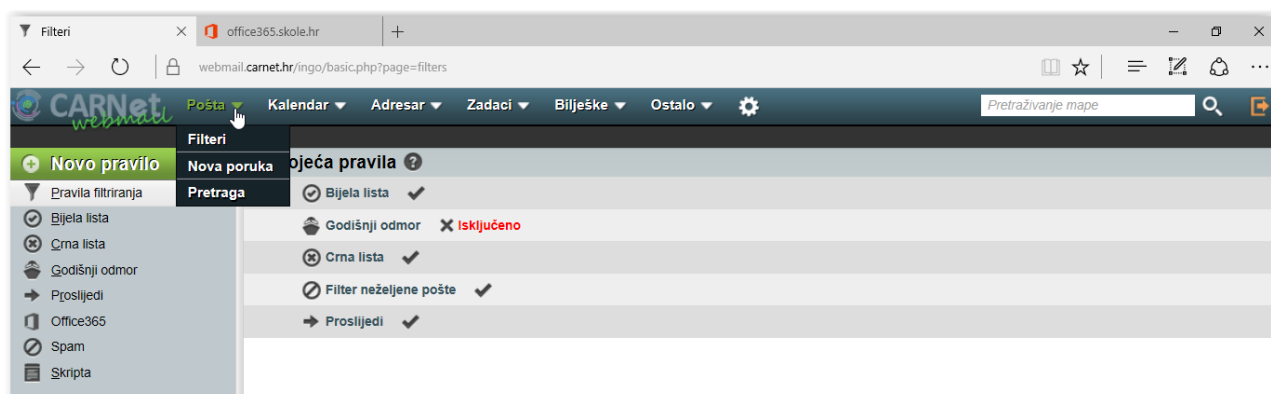 Filteri
office365.skole.hr
webmail.carnet.hr/ingo/basic.php?page=filters
CARNet webmail
Pošta Kalendar Adresar Zadaci Bilješke Ostalo
Pretraživanje mape
Filteri
Nova poruka
Pretraga
Novo pravilo
ojeća pravila
Pravila filtriranja
Bijela lista
Crna lista
Godišnji odmor
Proslijedi
Office365
Spam
Skripta
Bijela lista
Godišnji odmor Isključeno
Crna lista
Filter neželjene pošte
Proslijedi